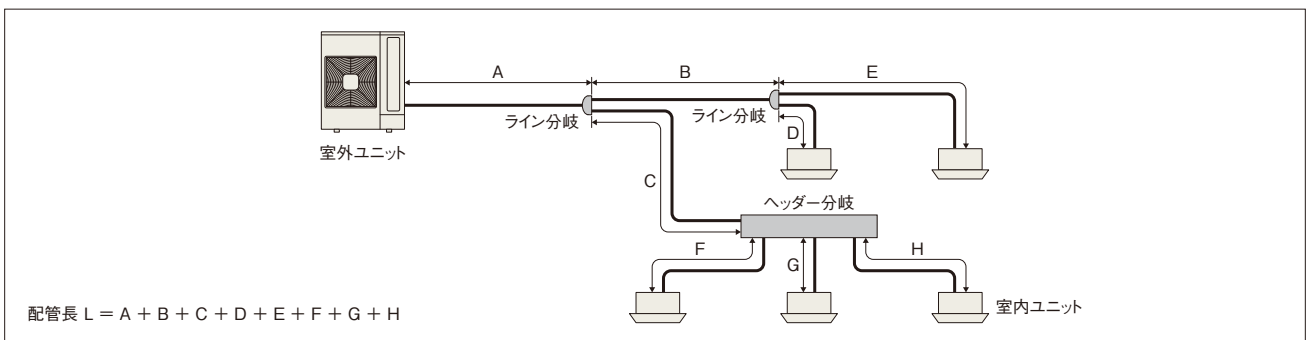 A
B
E
ライン分岐
ライン分岐
D
室外ユニット
C
ヘッダー分岐
F
G
H
室内ユニット
配管長 L = A + B + C + D + E + F + G + H